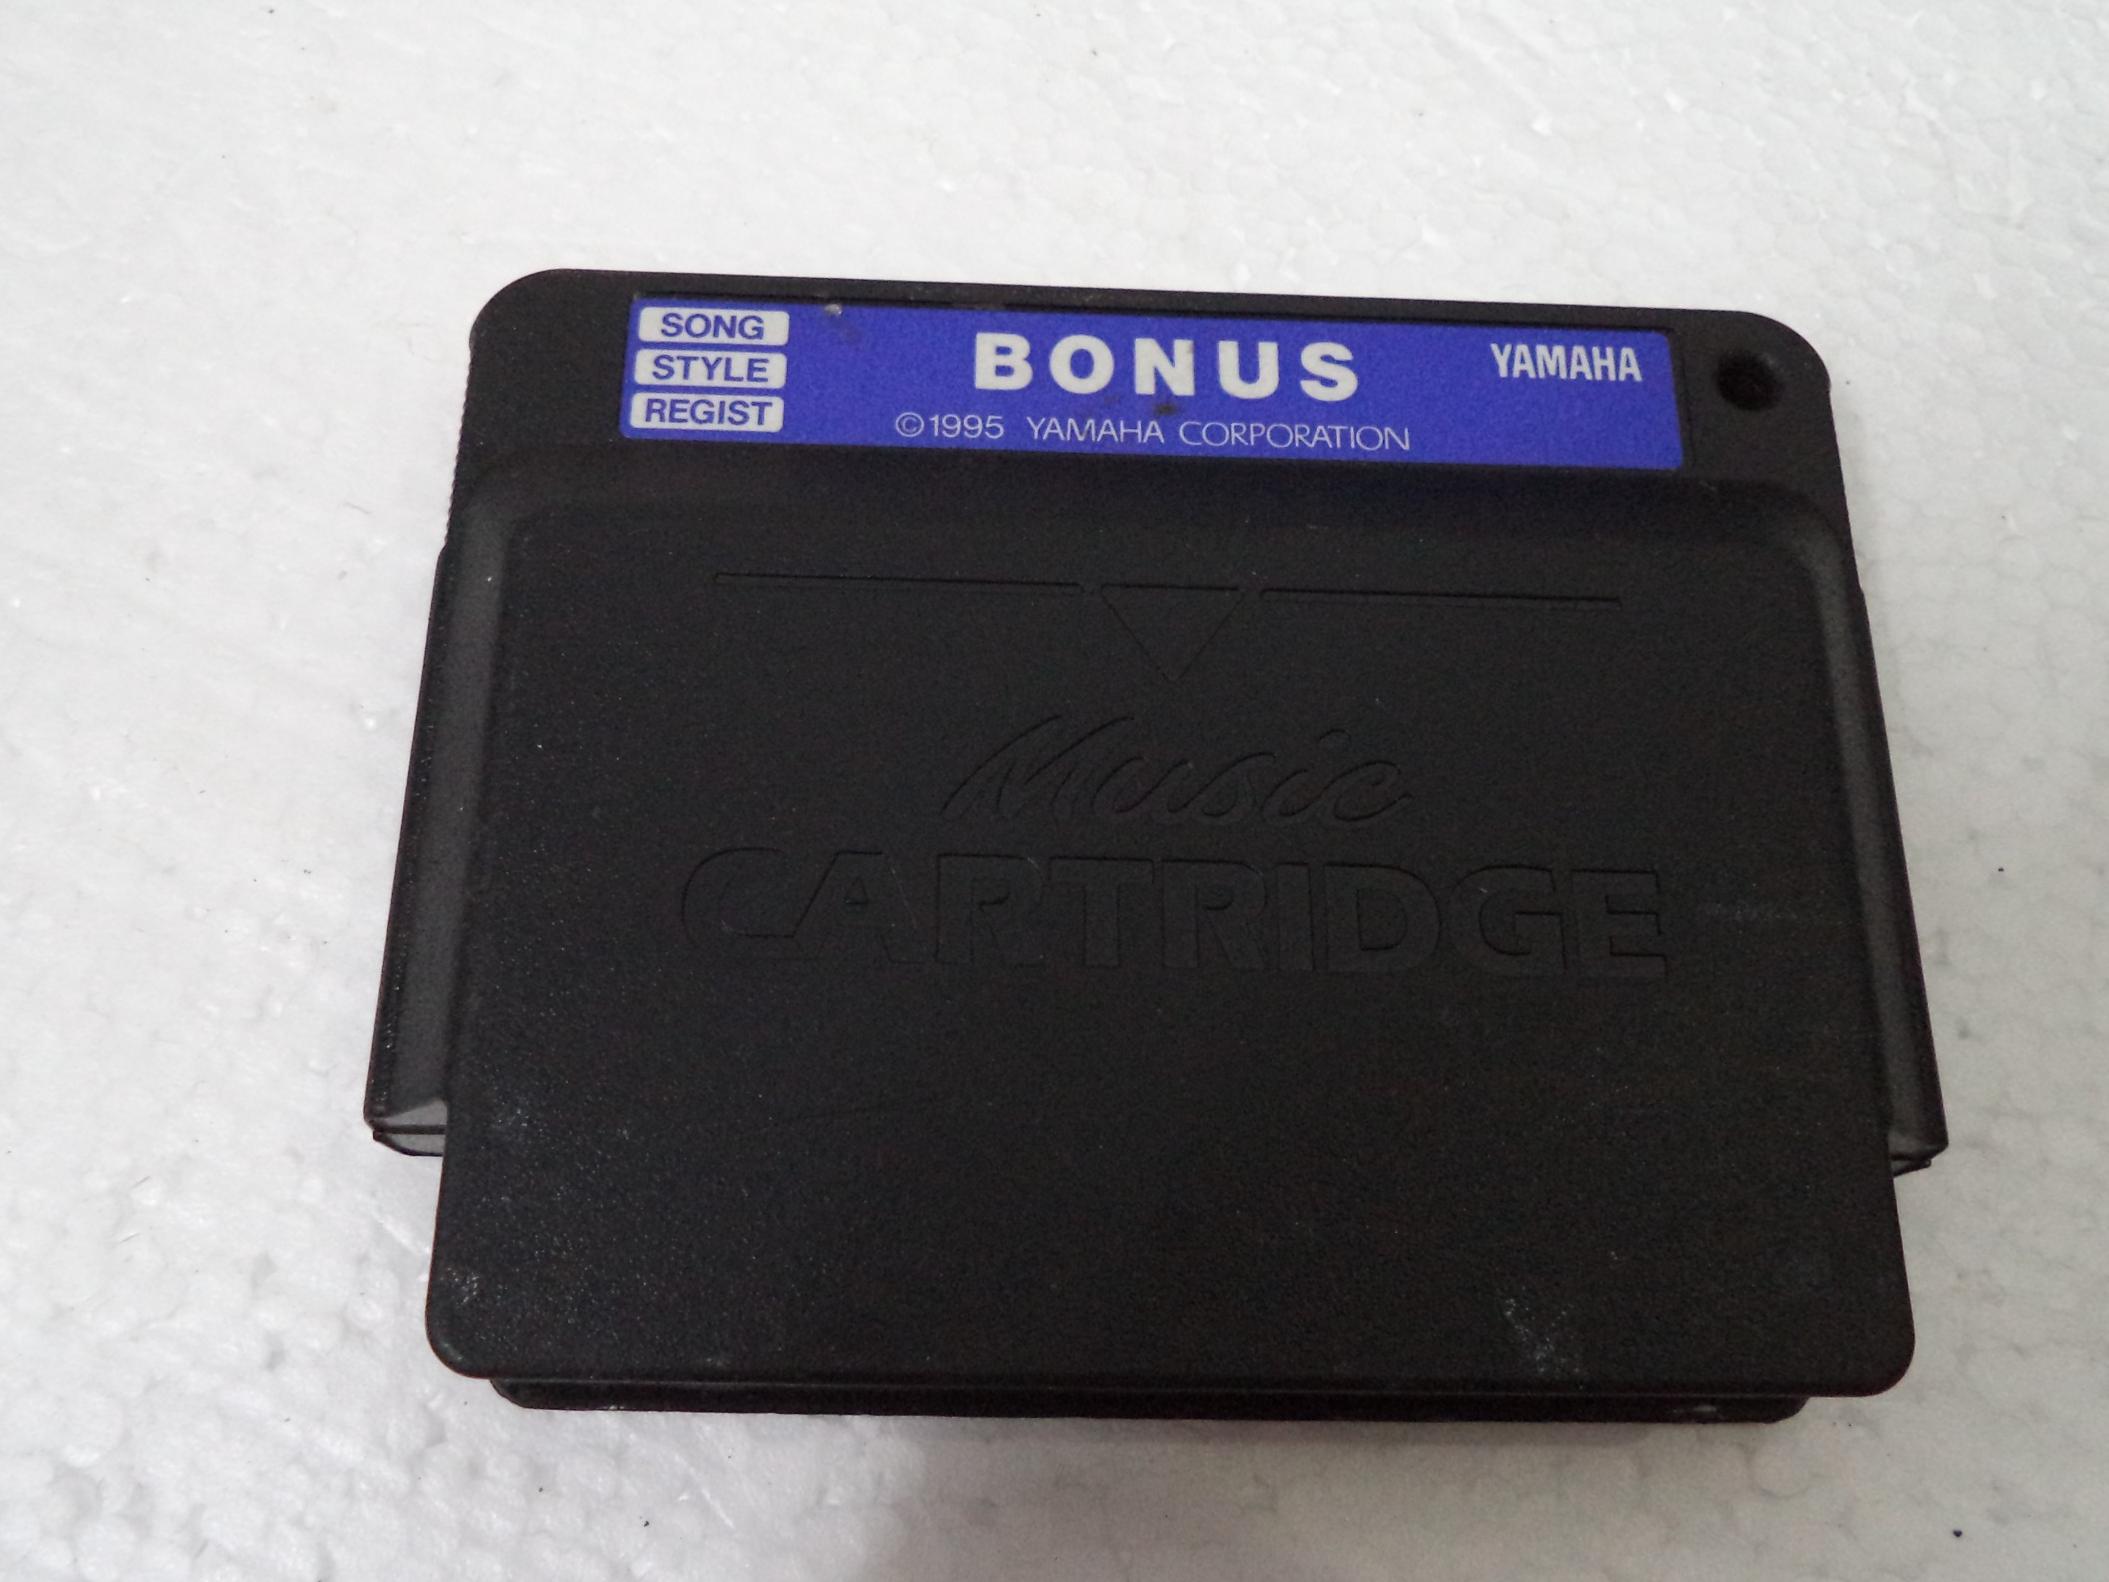 SONG
STYLE
REGIST
BONUS
YAMAHA
©1995 YAMAHA CORPORATION
Music
CARTRIDGE